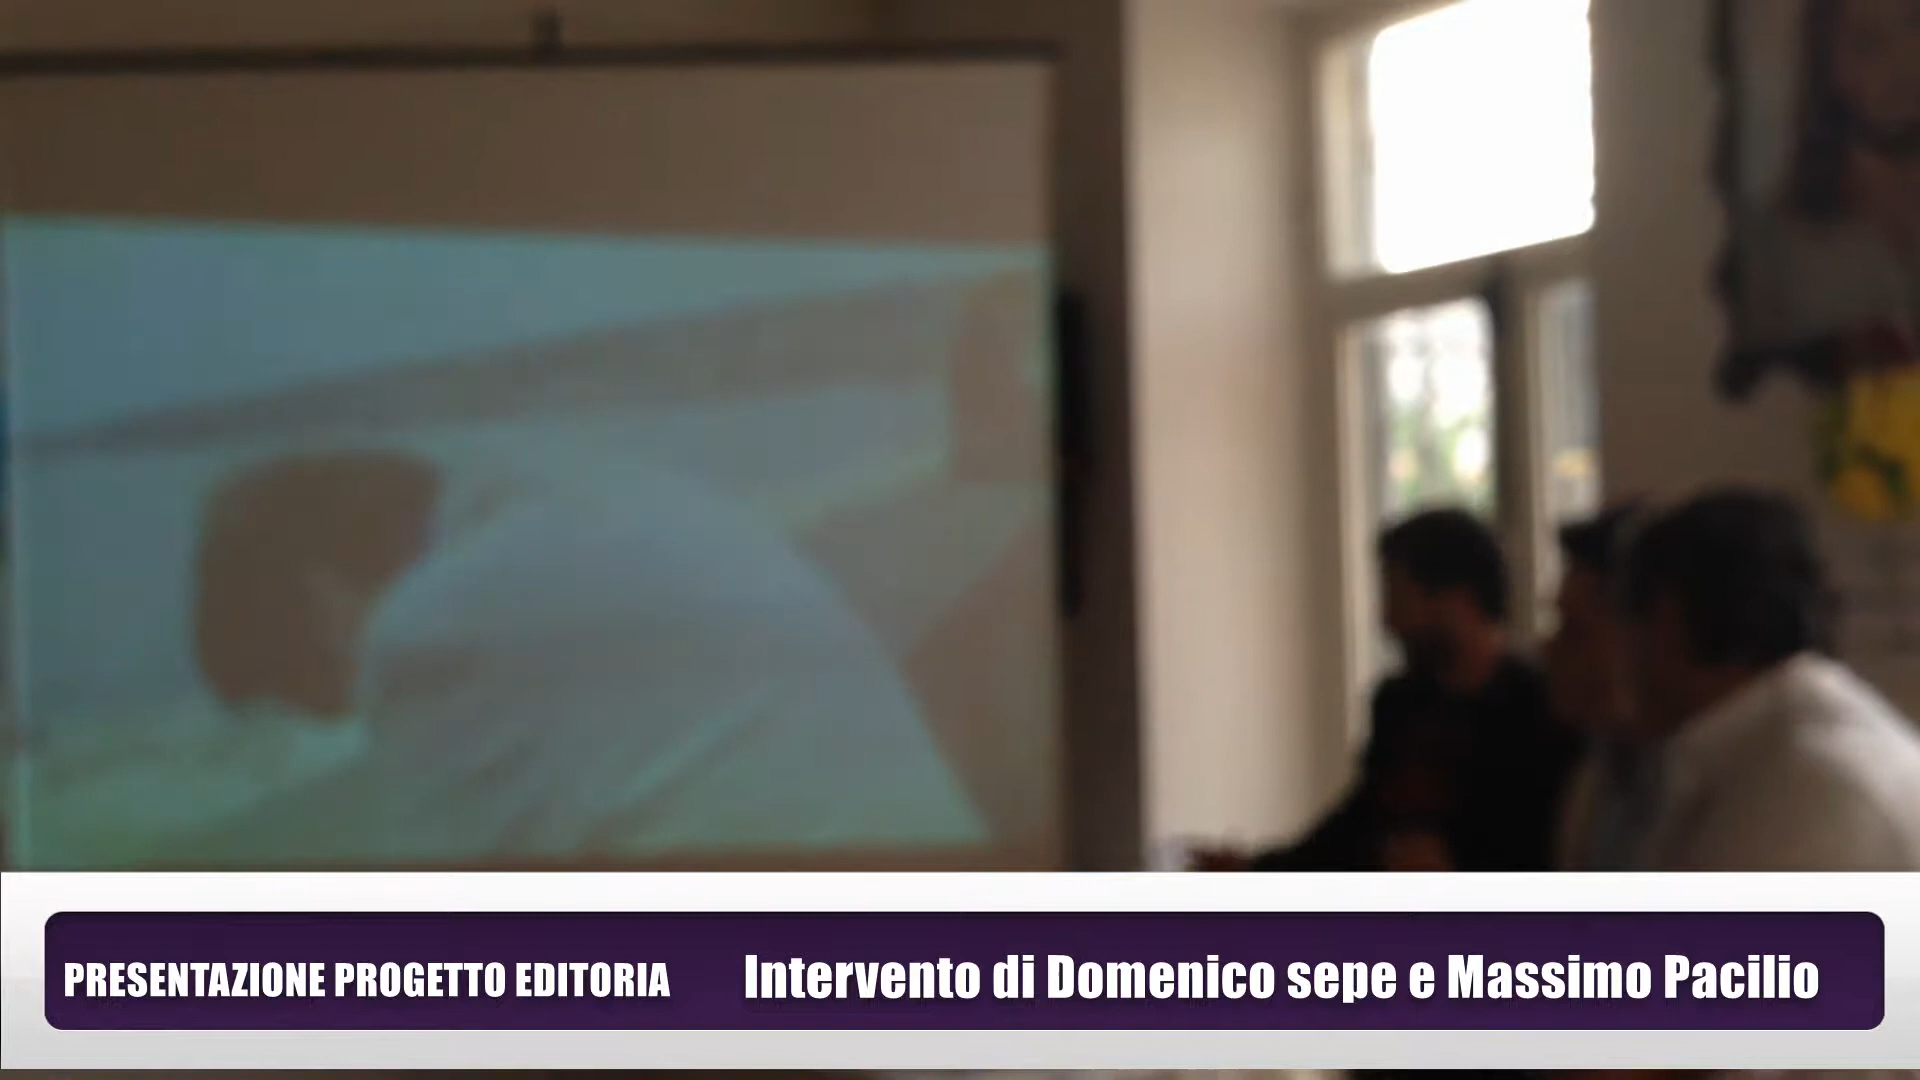 PRESENTAZIONE PROGETTO EDITORIA
Intervento di Domenico sepe e Massimo Pacilio